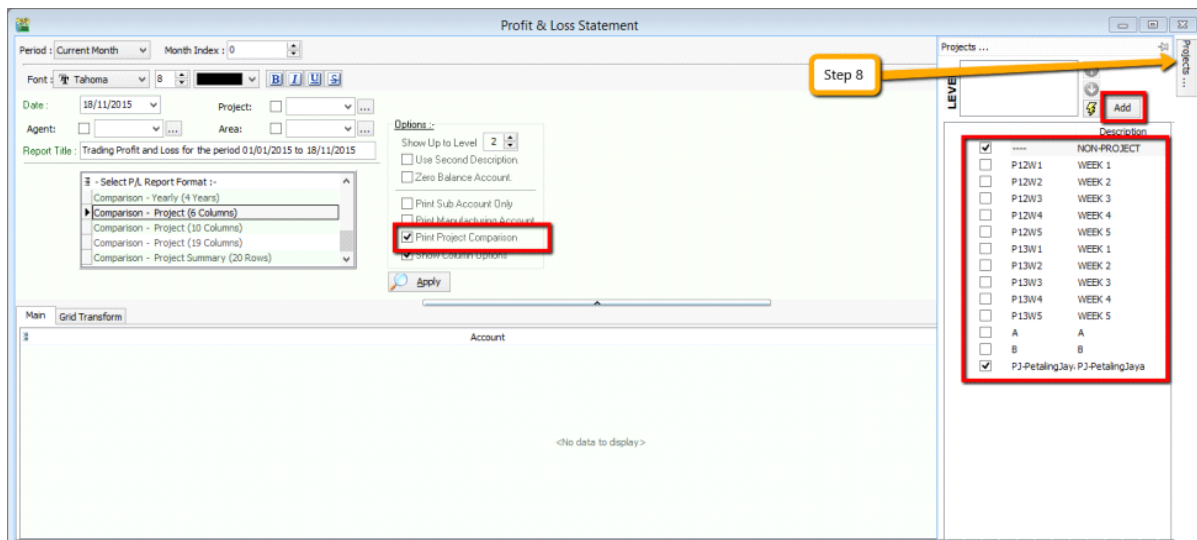 Profit & Loss Statement
Period : Current Month Month Index : 0
Font : Tahoma 8 B I U S
Date : 18/11/2015 Project: ...
Agent: ... Area: ...
Report Title : Trading Profit and Loss for the period 01/01/2015 to 18/11/2015
- Select P/L Report Format :-
Comparison - Yearly (4 Years)
Comparison - Project (6 Columns)
Comparison - Project (10 Columns)
Comparison - Project (19 Columns)
Comparison - Project Summary (20 Rows)
Options :-
Show Up to Level 2
Use Second Description
Zero Balance Account.
Print Sub Account Only
Print Manufacturing Account
Print Project Comparison
Show Column Options
Apply
Main Grid Transform
Account
<No data to display>
Step 8
Projects ...
Projects ...
LEVE
Add
Description
---- NON-PROJECT
P12W1 WEEK 1
P12W2 WEEK 2
P12W3 WEEK 3
P12W4 WEEK 4
P12W5 WEEK 5
P13W1 WEEK 1
P13W2 WEEK 2
P13W3 WEEK 3
P13W4 WEEK 4
P13W5 WEEK 5
A A
B B
PJ-PetalingJay. PJ-PetalingJaya